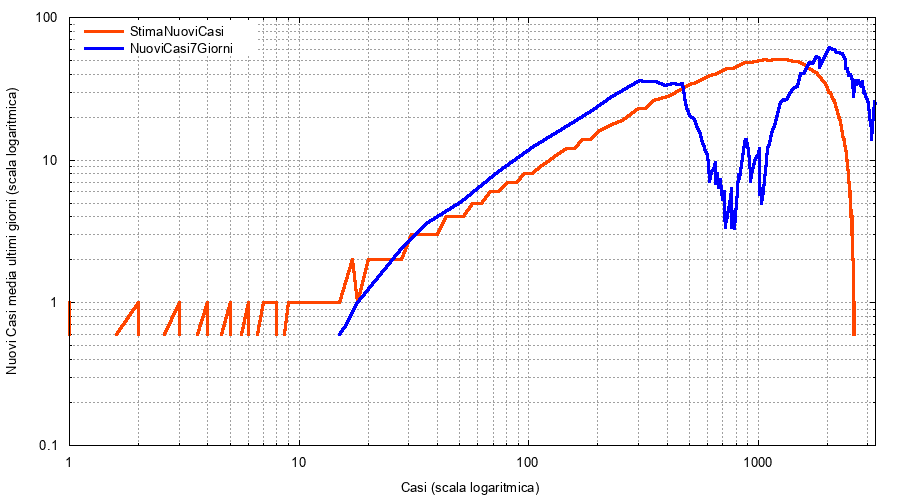 100
10
1
0.1
Nuovi Casi media ultimi giorni (scala logaritmica)
StimaNuoviCasi
NuoviCasi7Giorni
1
10
100
1000
Casi (scala logaritmica)